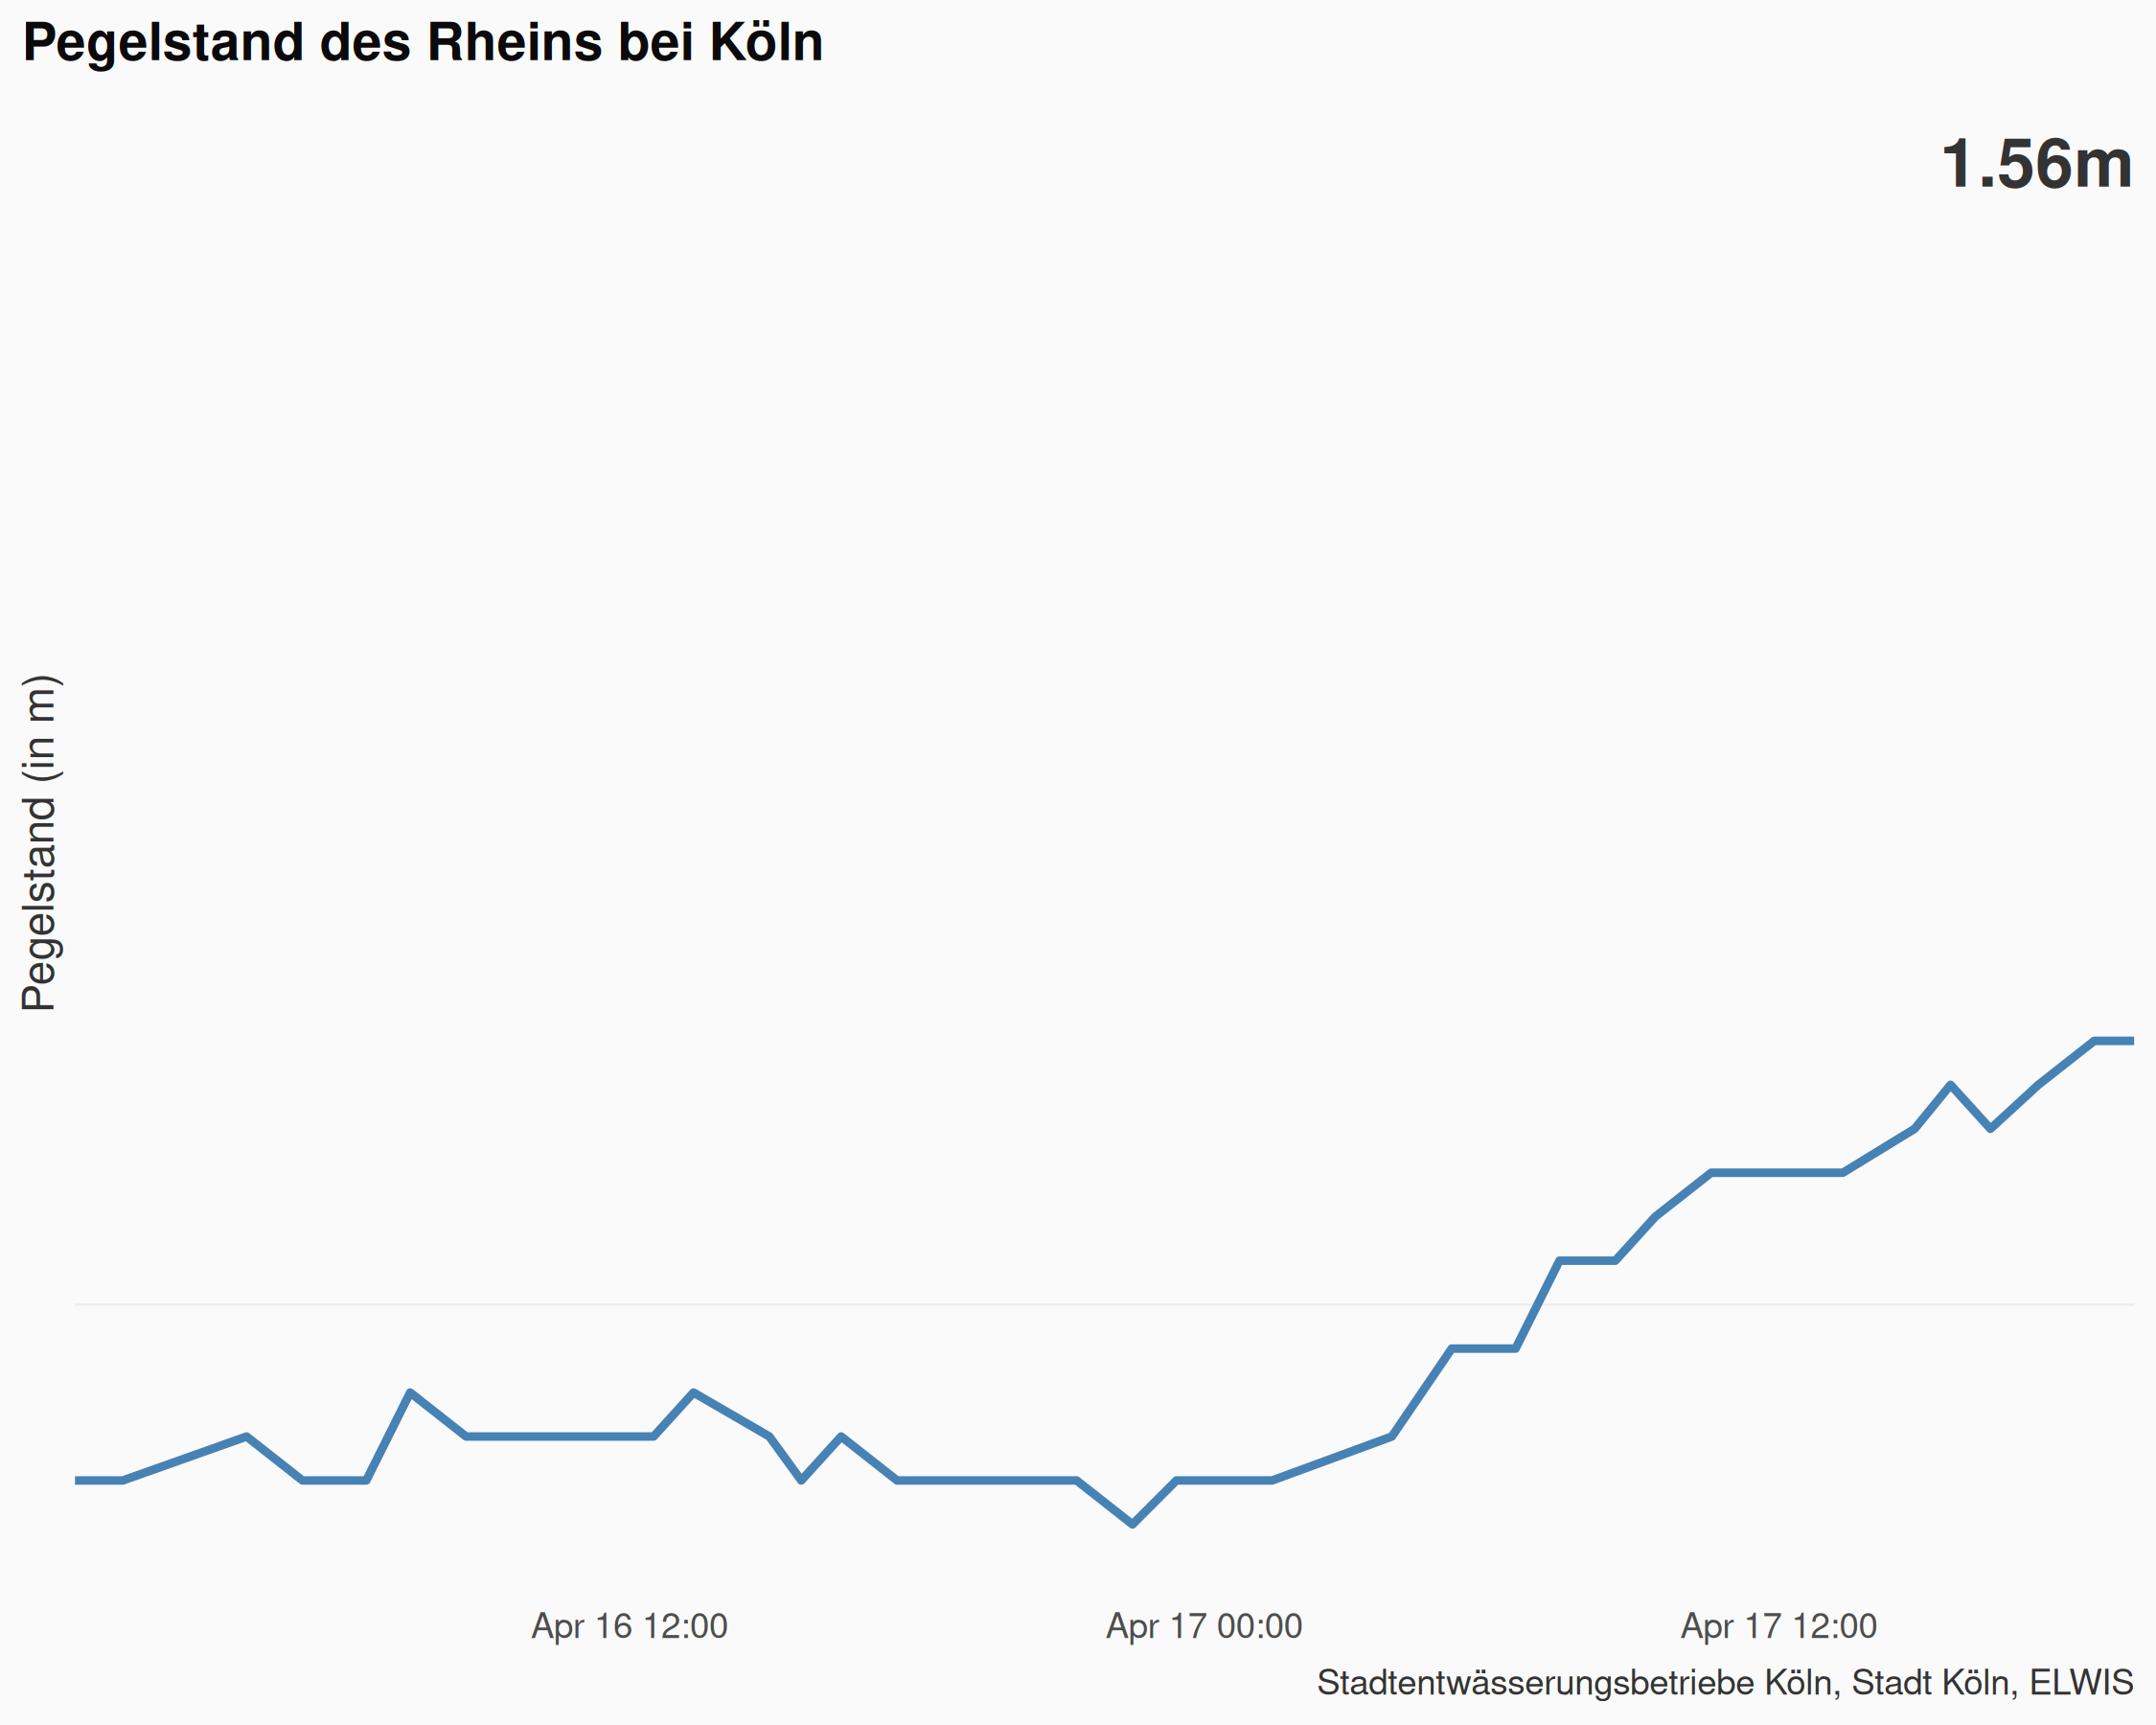 Pegelstand des Rheins bei Köln
1.56m
Pegelstand (in m)
Apr 16 12:00
Apr 17 00:00
Apr 17 12:00
Stadtentwässerungsbetriebe Köln, Stadt Köln, ELWIS